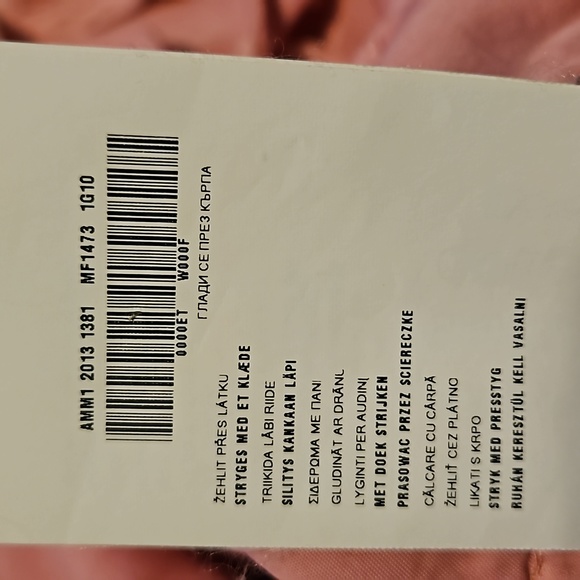 AMM1 2013 1381 MF1473 1G10
0000ET W000F
ГЛАДИ СЕ ПРЕЗ КЪРПА
ŽEHLIT PŘES LÁTKU
STRYGES MED ET KLÆDE
TRIIKIDA LÄBI RIIDE
SILITYS KANKAAN LÄPI
ΣΙΔΕΡΩΜΑ ΜΕ ΠΑΝΙ
GLUDINĀT AR DRĀNU
LYGINTI PER AUDINĮ
MET DOEK STRIJKEN
PRASOWAC PRZEZ SCIERECZKE
CĂLCARE CU CÂRPĂ
ŽEHLIŤ CEZ PLÁTNO
LIKATI S KRPO
STRYK MED PRESSTYG
RUHÁN KERESZTÜL KELL VASALNI